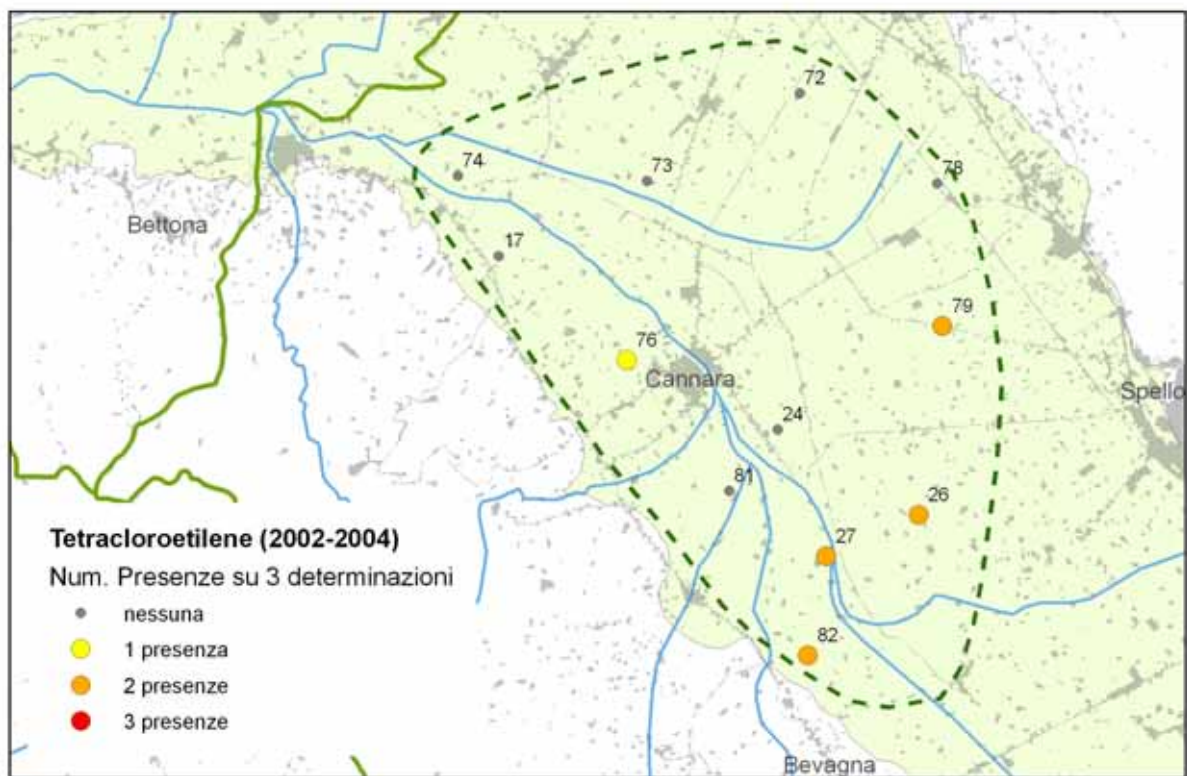 72
74
73
78
Bettona
17
79
76
Cannara
Spello
24
81
26
27
82
Tetracloroetilene (2002-2004)
Num. Presenze su 3 determinazioni
nessuna
1 presenza
2 presenze
3 presenze
Bevagna